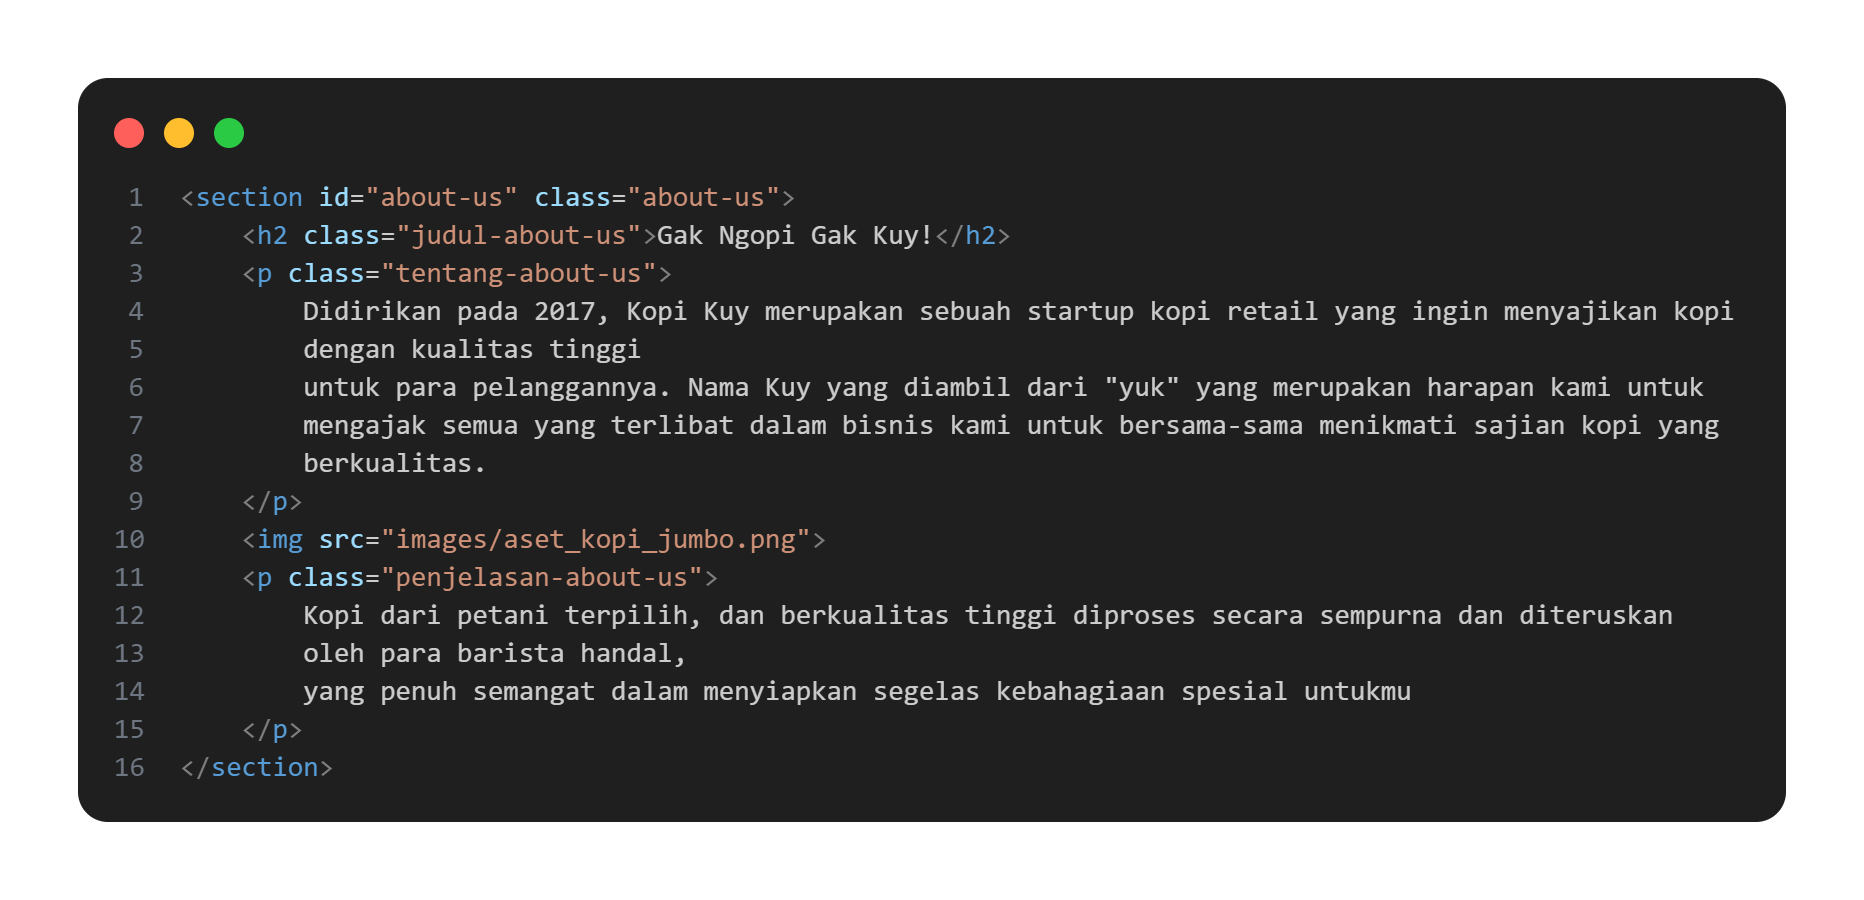 1 <section id="about-us" class="about-us">
2 <h2 class="judul-about-us">Gak Ngopi Gak Kuy!</h2>
3 <p class="tentang-about-us">
4 Didirikan pada 2017, Kopi Kuy merupakan sebuah startup kopi retail yang ingin menyajikan kopi
5 dengan kualitas tinggi
6 untuk para pelanggannya. Nama Kuy yang diambil dari "yuk" yang merupakan harapan kami untuk
7 mengajak semua yang terlibat dalam bisnis kami untuk bersama-sama menikmati sajian kopi yang
8 berkualitas.
9 </p>
10 <img src="images/aset_kopi_jumbo.png">
11 <p class="penjelasan-about-us">
12 Kopi dari petani terpilih, dan berkualitas tinggi diproses secara sempurna dan diteruskan
13 oleh para barista handal,
14 yang penuh semangat dalam menyiapkan segelas kebahagiaan spesial untukmu
15 </p>
16 </section>